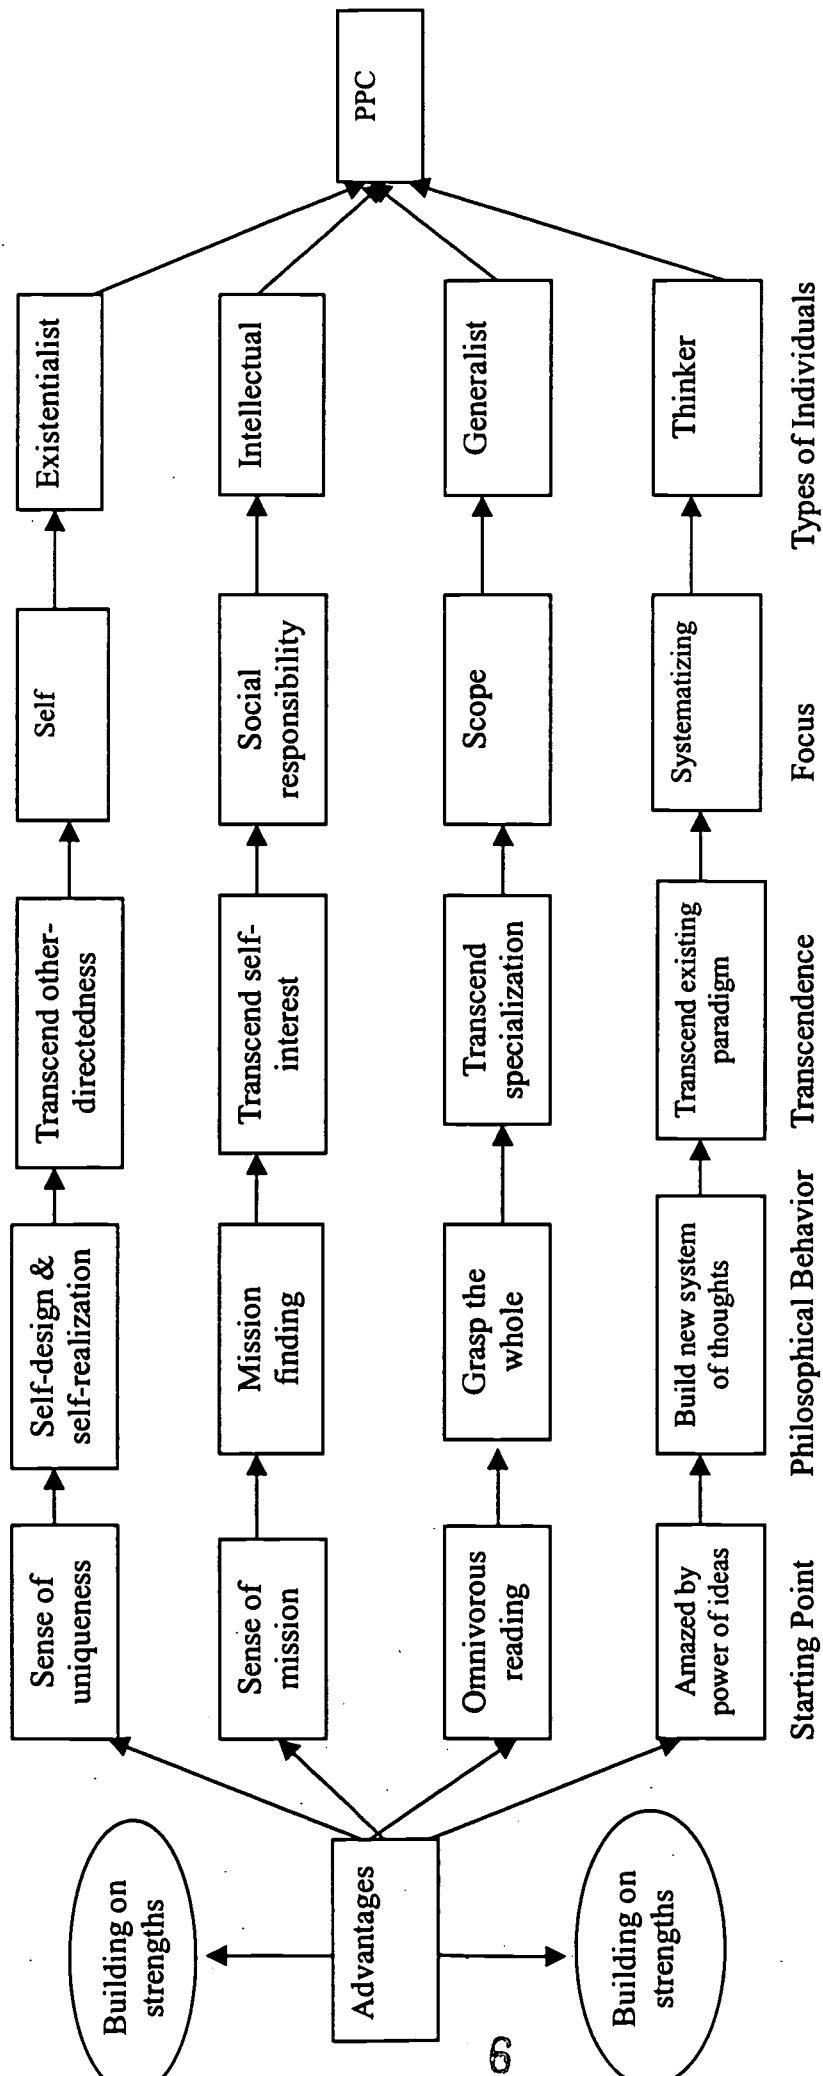 Building on
strengths
Advantages
Building on
strengths
Sense of
uniqueness
Self-design &
self-realization
Transcend other-
directedness
Self
Existentialist
Sense of
mission
Mission
finding
Transcend self-
interest
Social
responsibility
Intellectual
Omnivorous
reading
Grasp the
whole
Transcend
specialization
Scope
Generalist
Amazed by
power of ideas
Build new system
of thoughts
Transcend existing
paradigm
Systematizing
Thinker
PPC
Starting Point
Philosophical Behavior
Transcendence
Focus
Types of Individuals